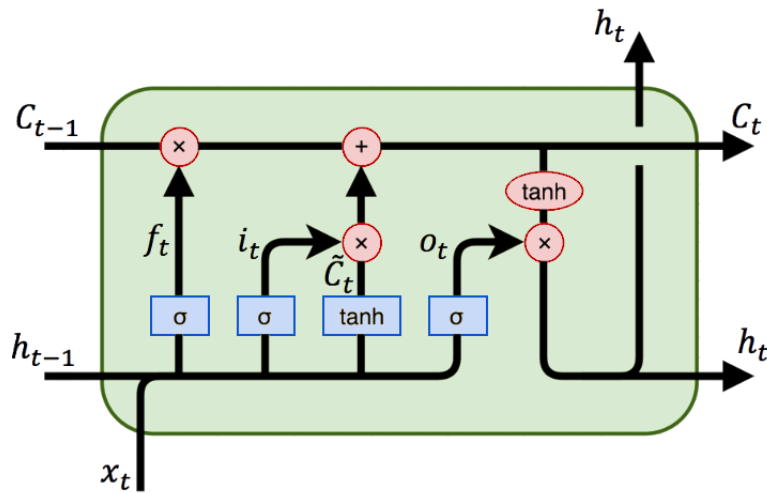 h_t
C_{t-1}
C_t
×
+
tanh
f_t
i_t
×
o_t
×
C̃_t
σ
σ
tanh
σ
h_{t-1}
h_t
x_t